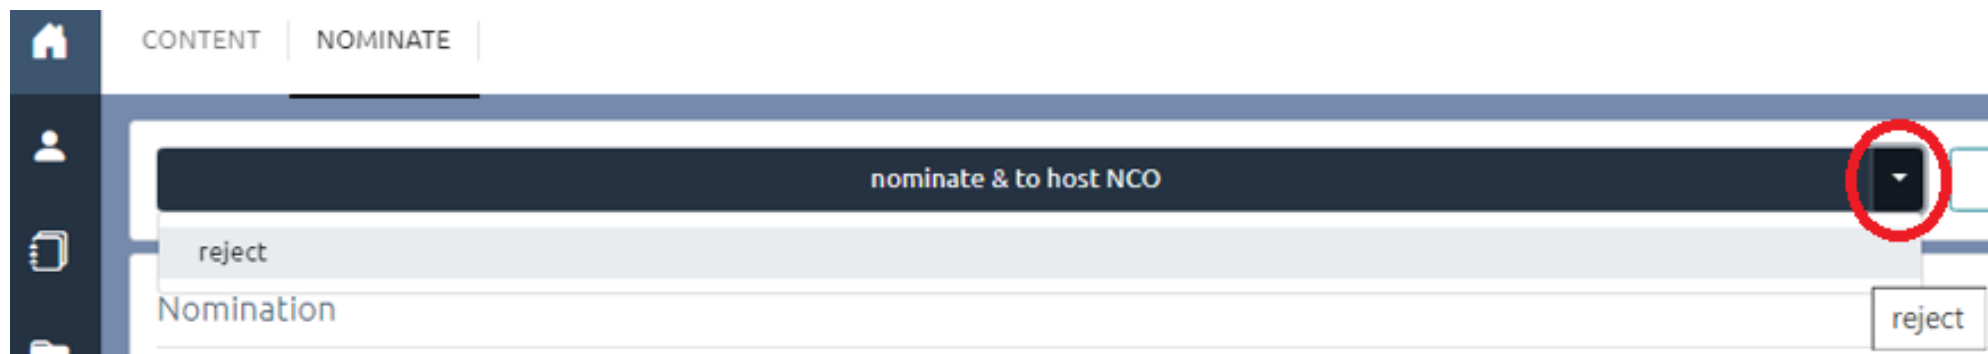 CONTENT NOMINATE
nominate & to host NCO
reject
Nomination
reject